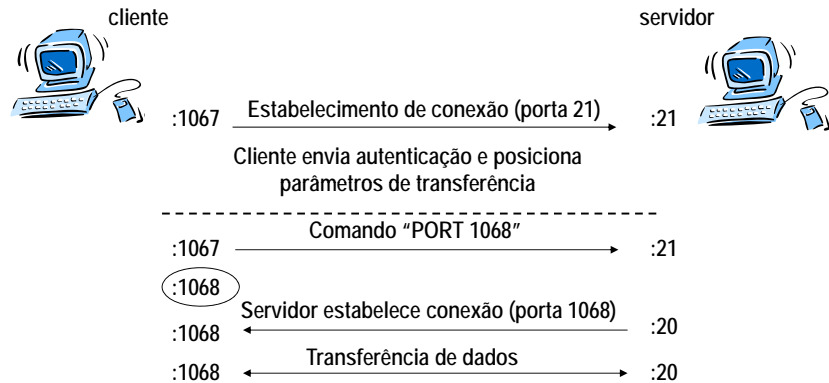 cliente
servidor
:1067 Estabelecimento de conexão (porta 21) :21
Cliente envia autenticação e posiciona
parâmetros de transferência
Comando “PORT 1068”
:1067 :21
:1068
Servidor estabelece conexão (porta 1068)
:1068 :20
Transferência de dados
:1068 :20